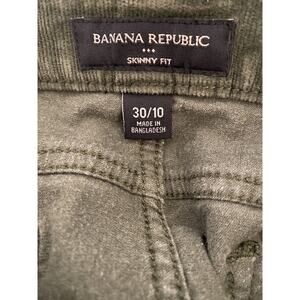 BANANA REPUBLIC
SKINNY FIT
30/10
MADE IN
BANGLADESH